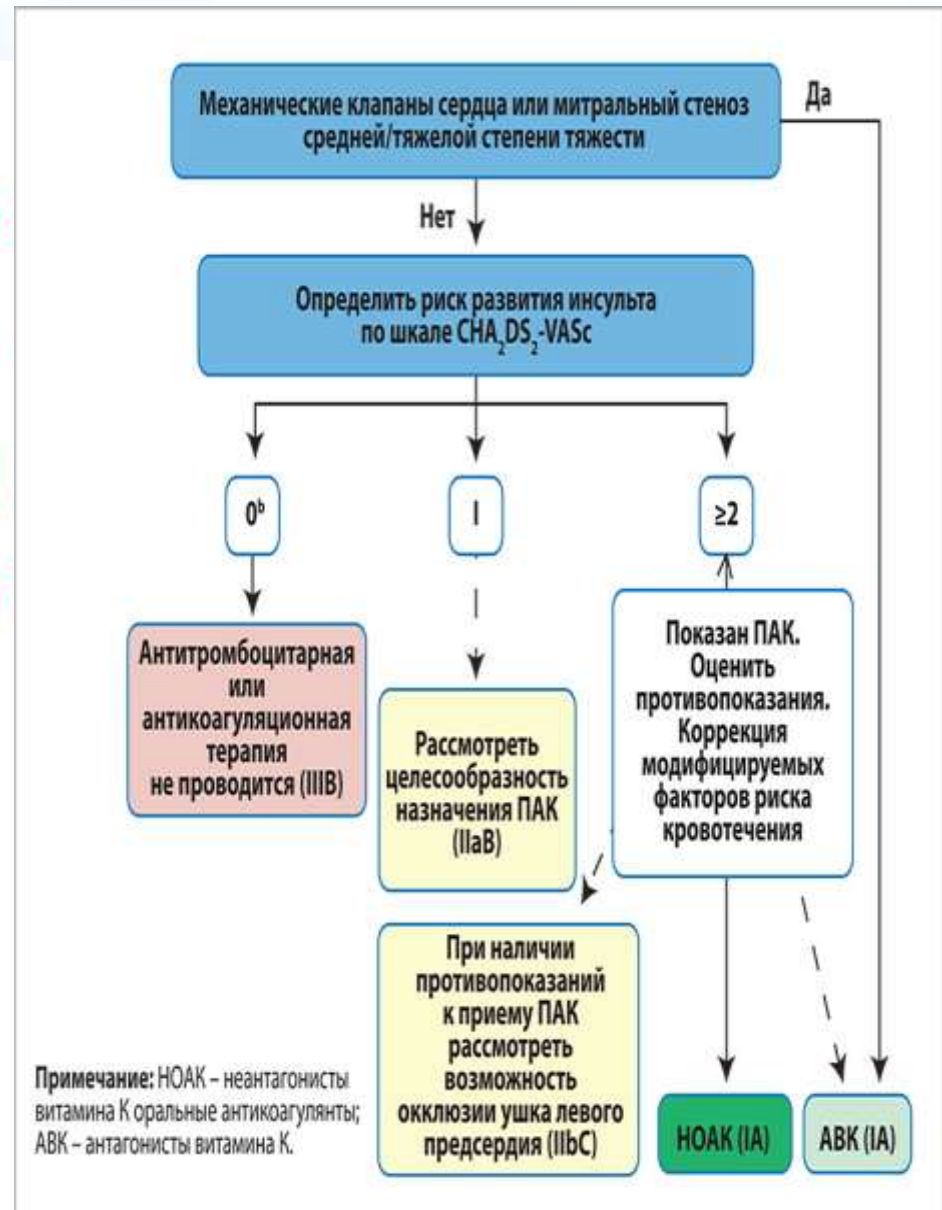 Механические клапаны сердца или митральный стеноз
средней/тяжелой степени тяжести
Да
Нет
Определить риск развития инсульта
по шкале CHA₂DS₂-VASc
0ᵇ
I
≥2
Антитромбоцитарная
или
антикоагуляционная
терапия
не проводится (IIIB)
Рассмотреть
целесообразность
назначения ПАК
(IIaB)
Показан ПАК.
Оценить
противопоказания.
Коррекция
модифицируемых
факторов риска
кровотечения
При наличии
противопоказаний
к приему ПАК
рассмотреть
возможность
окклюзии ушка левого
предсердия (IIbC)
НОАК (IA)
АВК (IA)
Примечание: НОАК – неантагонисты
витамина К оральные антикоагулянты;
АВК – антагонисты витамина К.